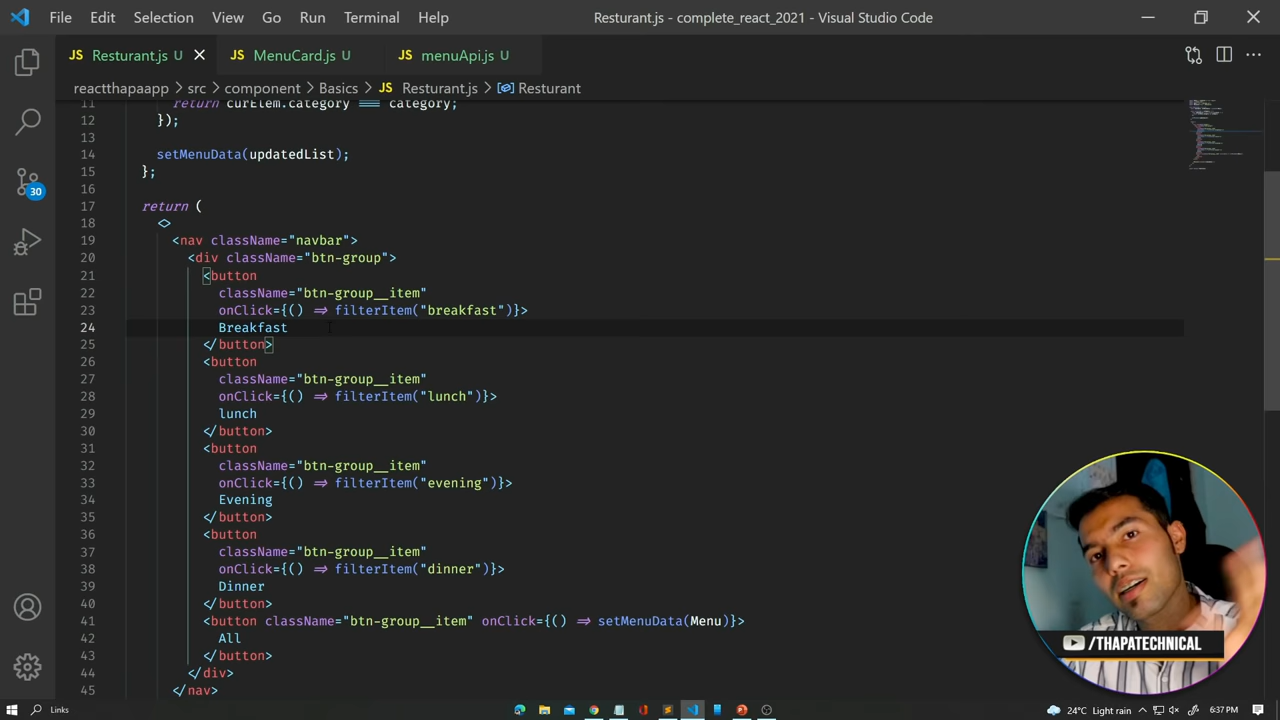 File Edit Selection View Go Run Terminal Help Resturant.js - complete_react_2021 - Visual Studio Code
JS Resturant.js U JS MenuCard.js U JS menuApi.js U
reactthapaapp > src > component > Basics > JS Resturant.js > Resturant
11 return curElem.category === category;
12 });
13
14 setMenuData(updatedList);
15 };
16
17 return (
18 <>
19 <nav className="navbar">
20 <div className="btn-group">
21 <button
22 className="btn-group__item"
23 onClick={() => filterItem("breakfast")}>
24 Breakfast
25 </button>
26 <button
27 className="btn-group__item"
28 onClick={() => filterItem("lunch")}>
29 lunch
30 </button>
31 <button
32 className="btn-group__item"
33 onClick={() => filterItem("evening")}>
34 Evening
35 </button>
36 <button
37 className="btn-group__item"
38 onClick={() => filterItem("dinner")}>
39 Dinner
40 </button>
41 <button className="btn-group__item" onClick={() => setMenuData(Menu)}>
42 All
43 </button>
44 </div>
45 </nav>
30
/THAPATECHNICAL
Links 24°C Light rain 6:37 PM